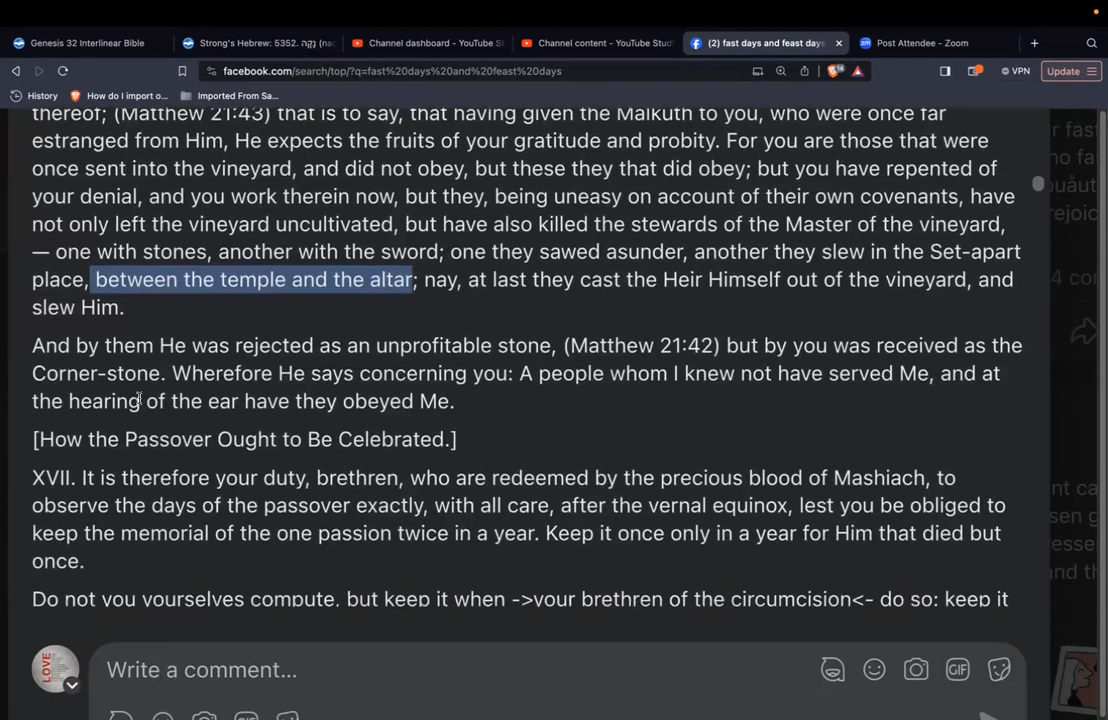 Genesis 32 Interlinear Bible
Strong's Hebrew: 5352. נָקָה (na
Channel dashboard - YouTube St
Channel content - YouTube Stud
(2) fast days and feast days
Post Attendee - Zoom
facebook.com/search/top/?q=fast%20days%20and%20feast%20days
14
VPN
Update
History
How do I import o...
Imported From Sa...
thereof; (Matthew 21:43) that is to say, that having given the Malkuth to you, who were once far
estranged from Him, He expects the fruits of your gratitude and probity. For you are those that were
once sent into the vineyard, and did not obey, but these they that did obey; but you have repented of
your denial, and you work therein now, but they, being uneasy on account of their own covenants, have
not only left the vineyard uncultivated, but have also killed the stewards of the Master of the vineyard,
— one with stones, another with the sword; one they sawed asunder, another they slew in the Set-apart
place, between the temple and the altar; nay, at last they cast the Heir Himself out of the vineyard, and
slew Him.
And by them He was rejected as an unprofitable stone, (Matthew 21:42) but by you was received as the
Corner-stone. Wherefore He says concerning you: A people whom I knew not have served Me, and at
the hearing of the ear have they obeyed Me.
[How the Passover Ought to Be Celebrated.]
XVII. It is therefore your duty, brethren, who are redeemed by the precious blood of Mashiach, to
observe the days of the passover exactly, with all care, after the vernal equinox, lest you be obliged to
keep the memorial of the one passion twice in a year. Keep it once only in a year for Him that died but
once.
Do not you yourselves compute, but keep it when ->your brethren of the circumcision<- do so: keep it
LOVE
Write a comment...
GIF